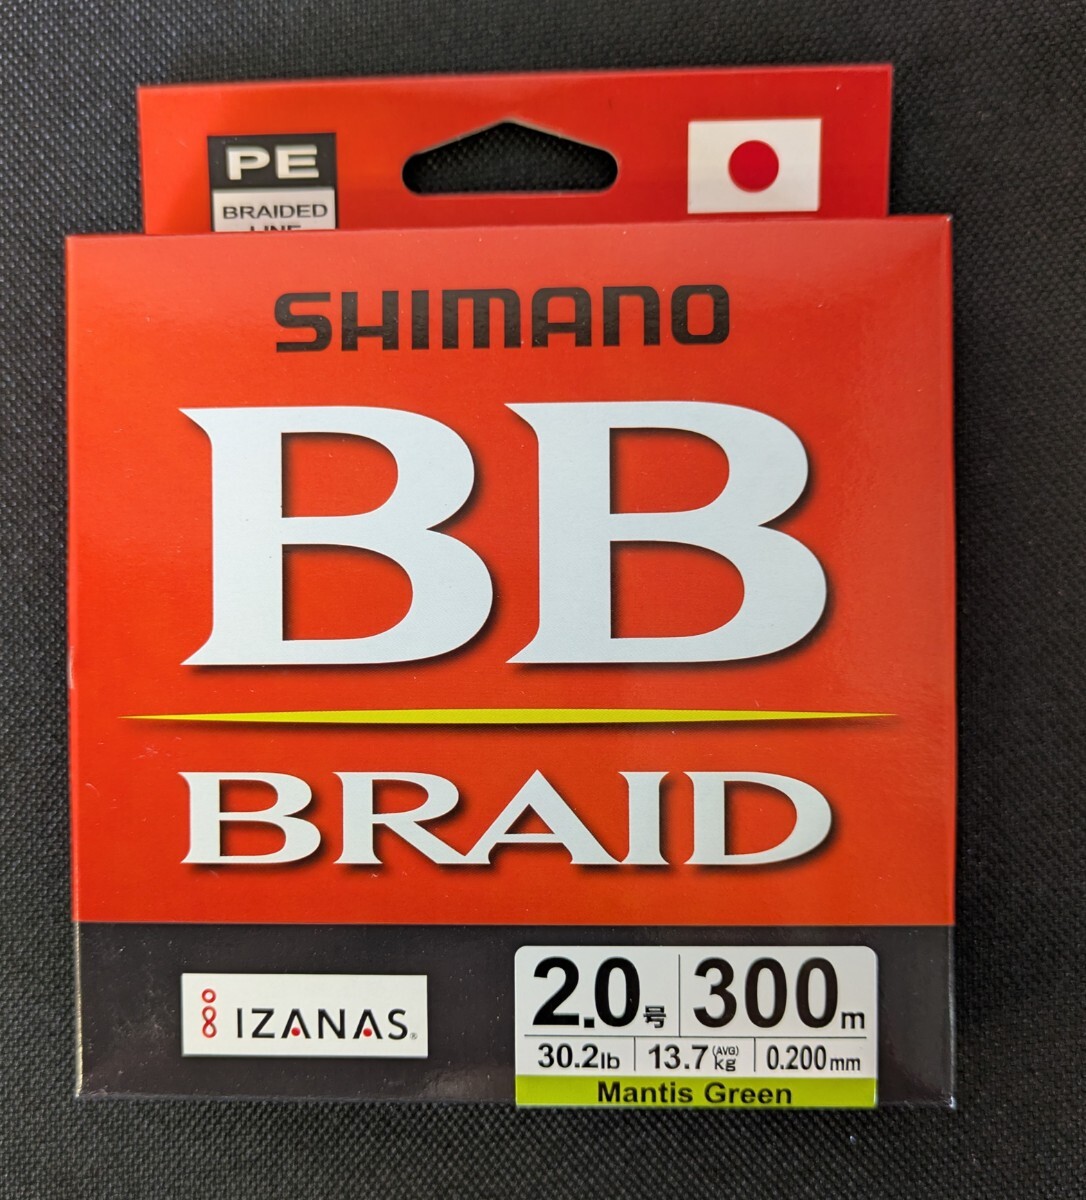 PE
BRAIDED
LINE
SHIMANO
BB
BRAID
IZANAS®
2.0号 300m
30.2lb 13.7(AVG)kg 0.200mm
Mantis Green